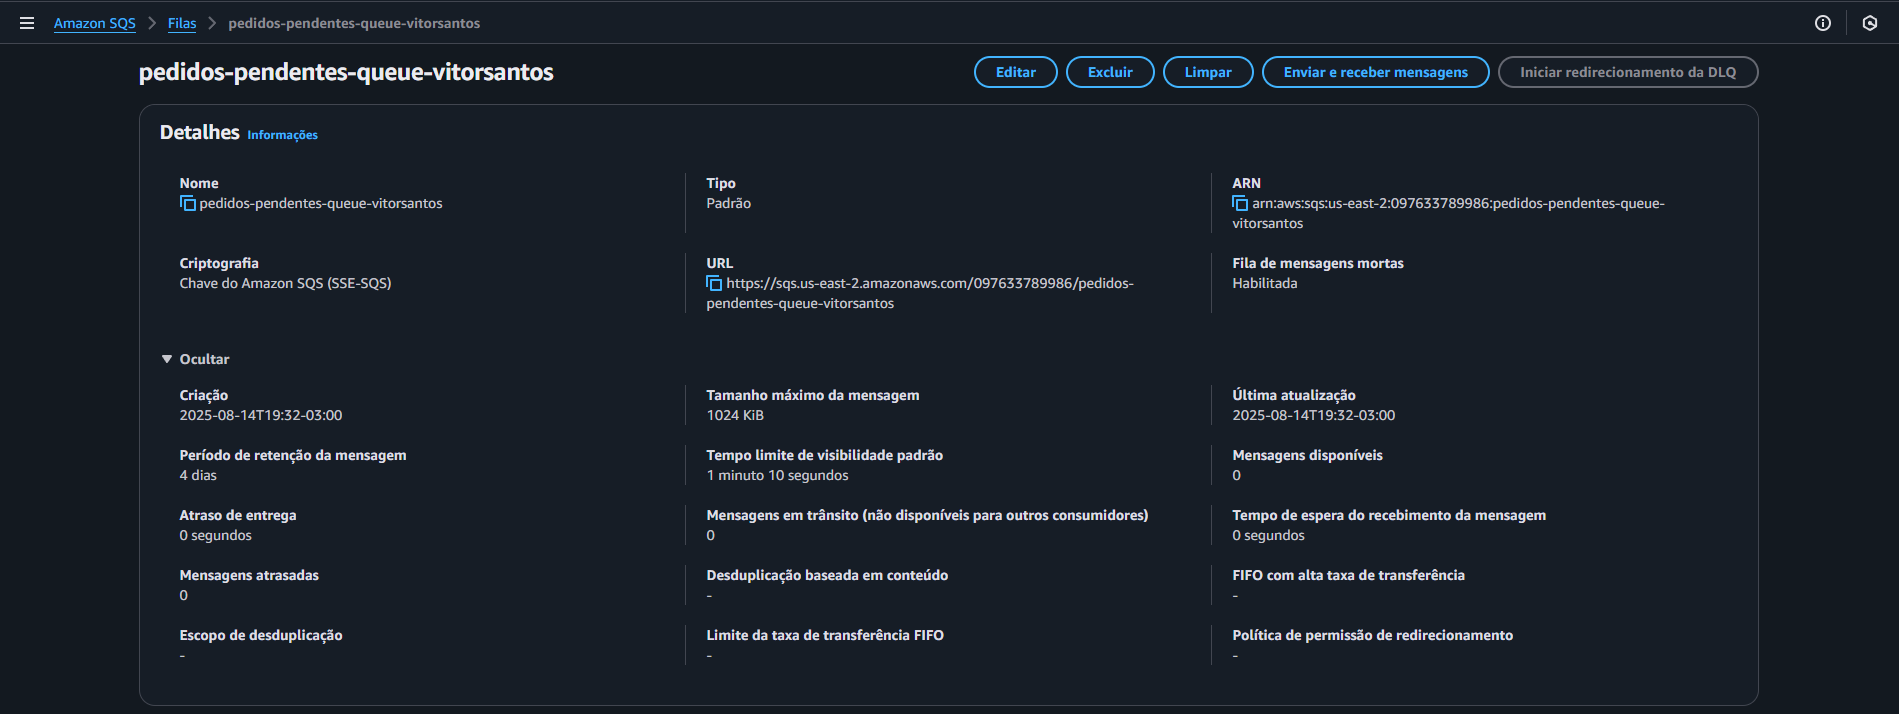 Amazon SQS > Filas > pedidos-pendentes-queue-vitorsantos
pedidos-pendentes-queue-vitorsantos
Editar
Excluir
Limpar
Enviar e receber mensagens
Iniciar redirecionamento da DLQ
Detalhes Informações
Nome
pedidos-pendentes-queue-vitorsantos
Tipo
Padrão
ARN
arn:aws:sqs:us-east-2:097633789986:pedidos-pendentes-queue-
vitorsantos
Criptografia
Chave do Amazon SQS (SSE-SQS)
URL
https://sqs.us-east-2.amazonaws.com/097633789986/pedidos-
pendentes-queue-vitorsantos
Fila de mensagens mortas
Habilitada
Ocultar
Criação
2025-08-14T19:32-03:00
Tamanho máximo da mensagem
1024 KiB
Última atualização
2025-08-14T19:32-03:00
Período de retenção da mensagem
4 dias
Tempo limite de visibilidade padrão
1 minuto 10 segundos
Mensagens disponíveis
0
Atraso de entrega
0 segundos
Mensagens em trânsito (não disponíveis para outros consumidores)
0
Tempo de espera do recebimento da mensagem
0 segundos
Mensagens atrasadas
0
Desduplicação baseada em conteúdo
-
FIFO com alta taxa de transferência
-
Escopo de desduplicação
-
Limite da taxa de transferência FIFO
-
Política de permissão de redirecionamento
-